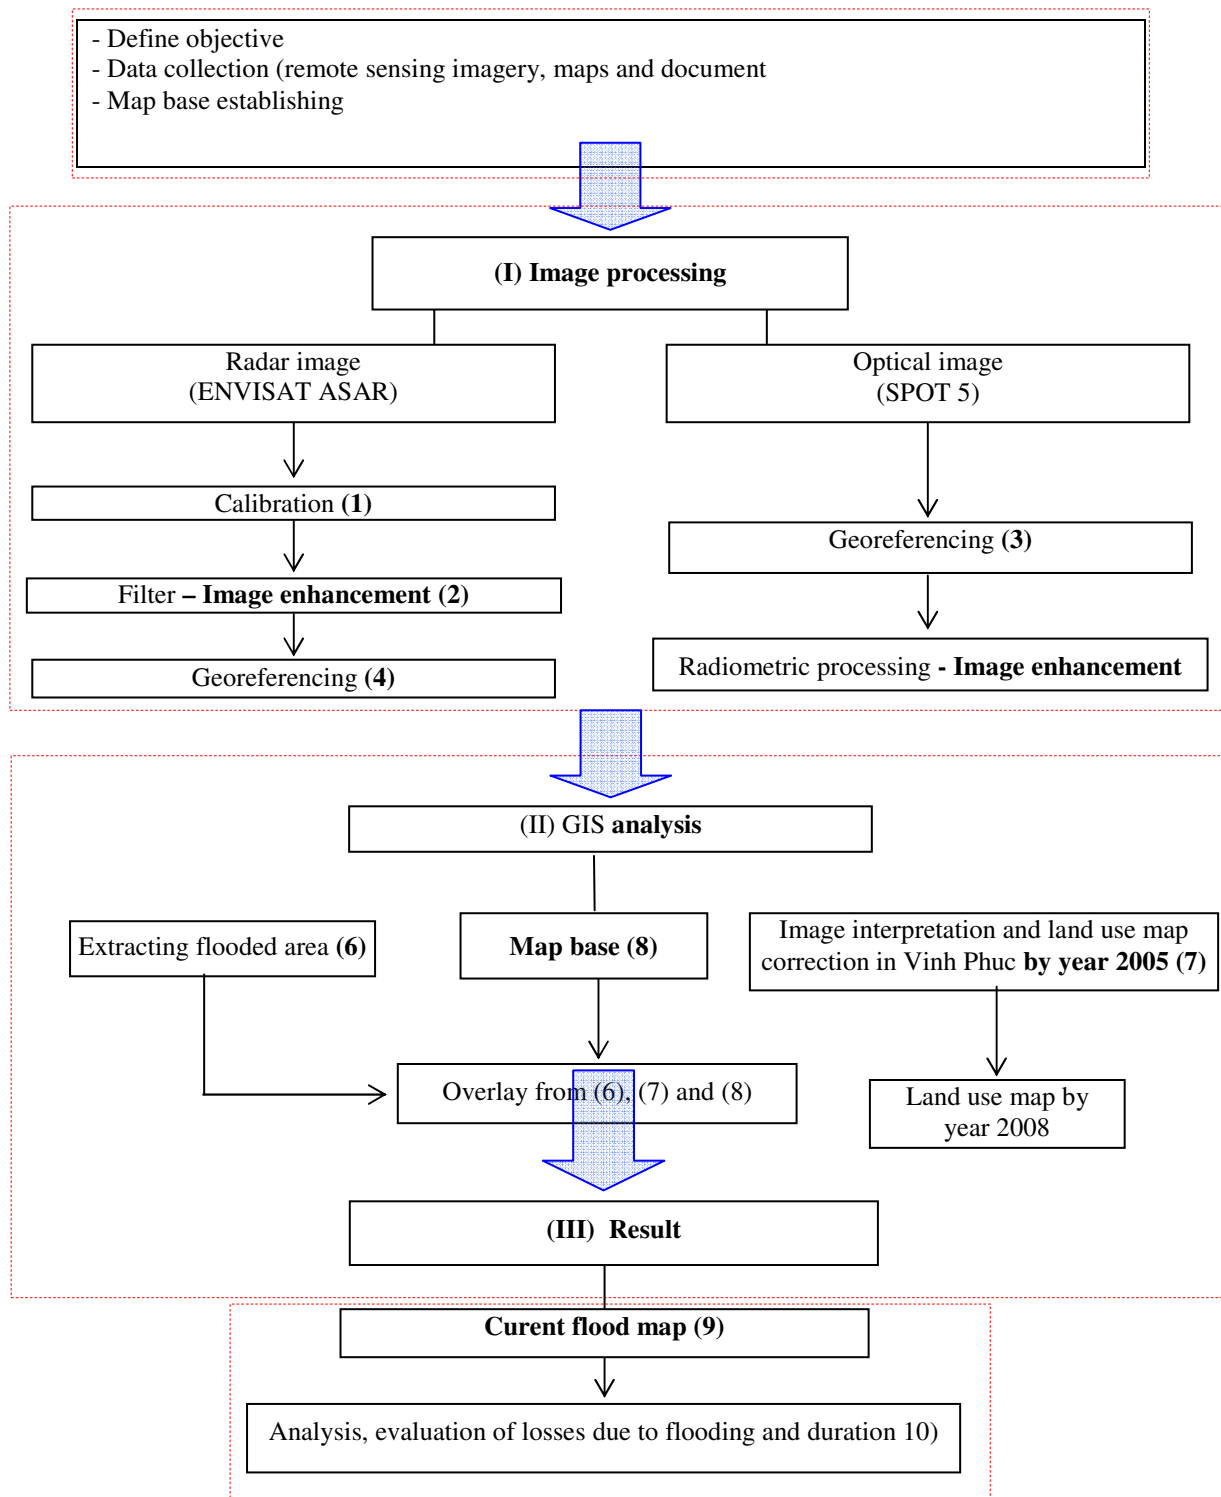 - Define objective
- Data collection (remote sensing imagery, maps and document
- Map base establishing
(I) Image processing
Radar image
(ENVISAT ASAR)
Optical image
(SPOT 5)
Calibration (1)
Georeferencing (3)
Filter – Image enhancement (2)
Radiometric processing - Image enhancement
Georeferencing (4)
(II) GIS analysis
Extracting flooded area (6)
Map base (8)
Image interpretation and land use map
correction in Vinh Phuc by year 2005 (7)
Overlay from (6), (7) and (8)
Land use map by
year 2008
(III) Result
Curent flood map (9)
Analysis, evaluation of losses due to flooding and duration 10)